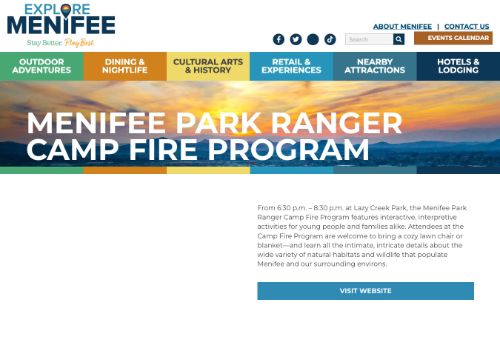 EXPLORE
MENIFEE
Stay Better. Play Best.
ABOUT MENIFEE | CONTACT US
Search
EVENTS CALENDAR
OUTDOOR
ADVENTURES
DINING &
NIGHTLIFE
CULTURAL ARTS
& HISTORY
RETAIL &
EXPERIENCES
NEARBY
ATTRACTIONS
HOTELS &
LODGING
MENIFEE PARK RANGER
CAMP FIRE PROGRAM
From 6:30 p.m. – 8:30 p.m. at Lazy Creek Park, the Menifee Park
Ranger Camp Fire Program features interactive, interpretive
activities for young people and families alike. Attendees at the
Camp Fire Program are welcome to bring a cozy lawn chair or
blanket—and learn all the intimate, intricate details about the
wide variety of natural habitats and wildlife that populate
Menifee and our surrounding environs.
VISIT WEBSITE